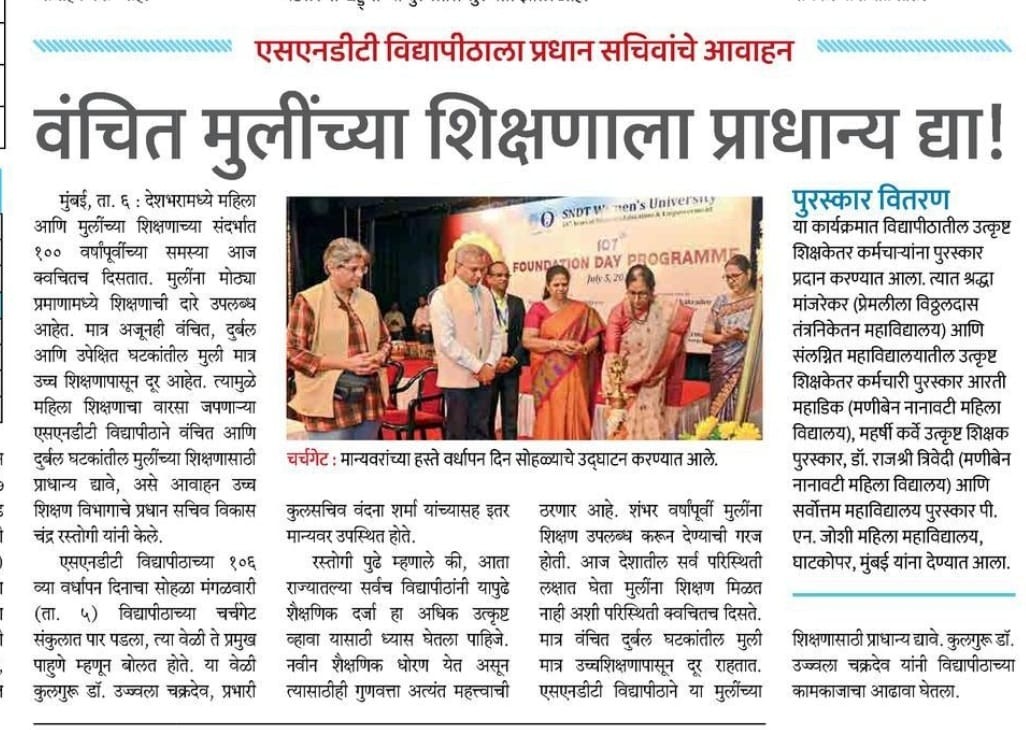 एसएनडीटी विद्यापीठाला प्रधान सचिवांचे आवाहन
वंचित मुलींच्या शिक्षणाला प्राधान्य द्या!
मुंबई, ता. ६ : देशभरामध्ये महिला
आणि मुलींच्या शिक्षणाच्या संदर्भात
१०० वर्षांपूर्वीच्या समस्या आज
क्वचितच दिसतात. मुलींना मोठ्या
प्रमाणामध्ये शिक्षणाची दारे उपलब्ध
आहेत. मात्र अजूनही वंचित, दुर्बल
आणि उपेक्षित घटकांतील मुली मात्र
उच्च शिक्षणापासून दूर आहेत. त्यामुळे
महिला शिक्षणाचा वारसा जपणाऱ्या
एसएनडीटी विद्यापीठाने वंचित आणि
दुर्बल घटकांतील मुलींच्या शिक्षणासाठी
प्राधान्य द्यावे, असे आवाहन उच्च
शिक्षण विभागाचे प्रधान सचिव विकास
चंद्र रस्तोगी यांनी केले.
एसएनडीटी विद्यापीठाच्या १०६
व्या वर्धापन दिनाचा सोहळा मंगळवारी
(ता. ५) विद्यापीठाच्या चर्चगेट
संकुलात पार पडला, त्या वेळी ते प्रमुख
पाहुणे म्हणून बोलत होते. या वेळी
कुलगुरू डॉ. उज्वला चक्रदेव, प्रभारी
SNDT Women's University
107th
FOUNDATION DAY PROGRAMME
July 5, 20
चर्चगेट : मान्यवरांच्या हस्ते वर्धापन दिन सोहळ्याचे उद्‍घाटन करण्यात आले.
कुलसचिव वंदना शर्मा यांच्यासह इतर
मान्यवर उपस्थित होते.
रस्तोगी पुढे म्हणाले की, आता
राज्यातल्या सर्वच विद्यापीठांनी यापुढे
शैक्षणिक दर्जा हा अधिक उत्कृष्ट
व्हावा यासाठी ध्यास घेतला पाहिजे.
नवीन शैक्षणिक धोरण येत असून
त्यासाठीही गुणवत्ता अत्यंत महत्त्वाची
ठरणार आहे. शंभर वर्षांपूर्वी मुलींना
शिक्षण उपलब्ध करून देण्याची गरज
होती. आज देशातील सर्व परिस्थिती
लक्षात घेता मुलींना शिक्षण मिळत
नाही अशी परिस्थिती क्वचितच दिसते.
मात्र वंचित दुर्बल घटकांतील मुली
मात्र उच्चशिक्षणापासून दूर राहतात.
एसएनडीटी विद्यापीठाने या मुलींच्या
पुरस्कार वितरण
या कार्यक्रमात विद्यापीठातील उत्कृष्ट
शिक्षकेतर कर्मचाऱ्यांना पुरस्कार
प्रदान करण्यात आला. त्यात श्रद्धा
मांजरेकर (प्रेमलीला विठ्ठलदास
तंत्रनिकेतन महाविद्यालय) आणि
संलग्नित महाविद्यालयातील उत्कृष्ट
शिक्षकेतर कर्मचारी पुरस्कार आरती
महाडिक (मणीबेन नानावटी महिला
विद्यालय), महर्षी कर्वे उत्कृष्ट शिक्षक
पुरस्कार, डॉ. राजश्री त्रिवेदी (मणीबेन
नानावटी महिला विद्यालय) आणि
सर्वोत्तम महाविद्यालय पुरस्कार पी.
एन. जोशी महिला महाविद्यालय,
घाटकोपर, मुंबई यांना देण्यात आला.
शिक्षणासाठी प्राधान्य द्यावे. कुलगुरू डॉ.
उज्ज्वला चक्रदेव यांनी विद्यापीठाच्या
कामकाजाचा आढावा घेतला.